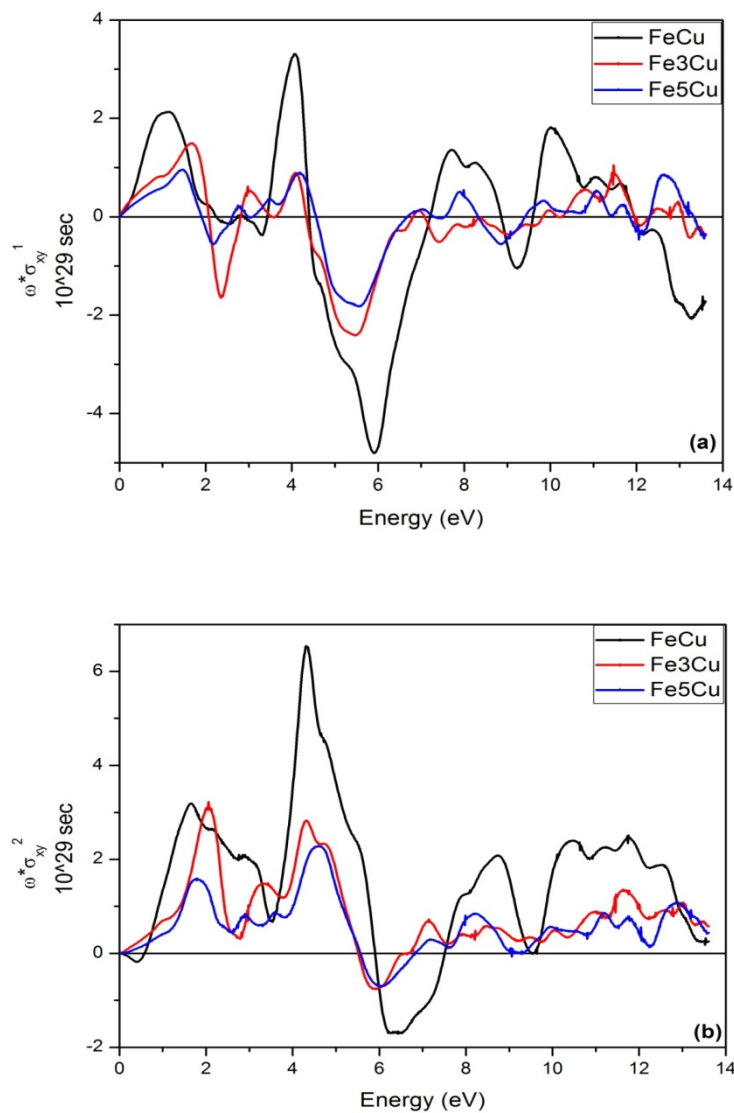 4
2
0
-2
-4
ω*σxy1
10^29 sec
FeCu
Fe3Cu
Fe5Cu
(a)
0 2 4 6 8 10 12 14
Energy (eV)
6
4
2
0
-2
ω*σxy2
10^29 sec
FeCu
Fe3Cu
Fe5Cu
(b)
0 2 4 6 8 10 12 14
Energy (eV)